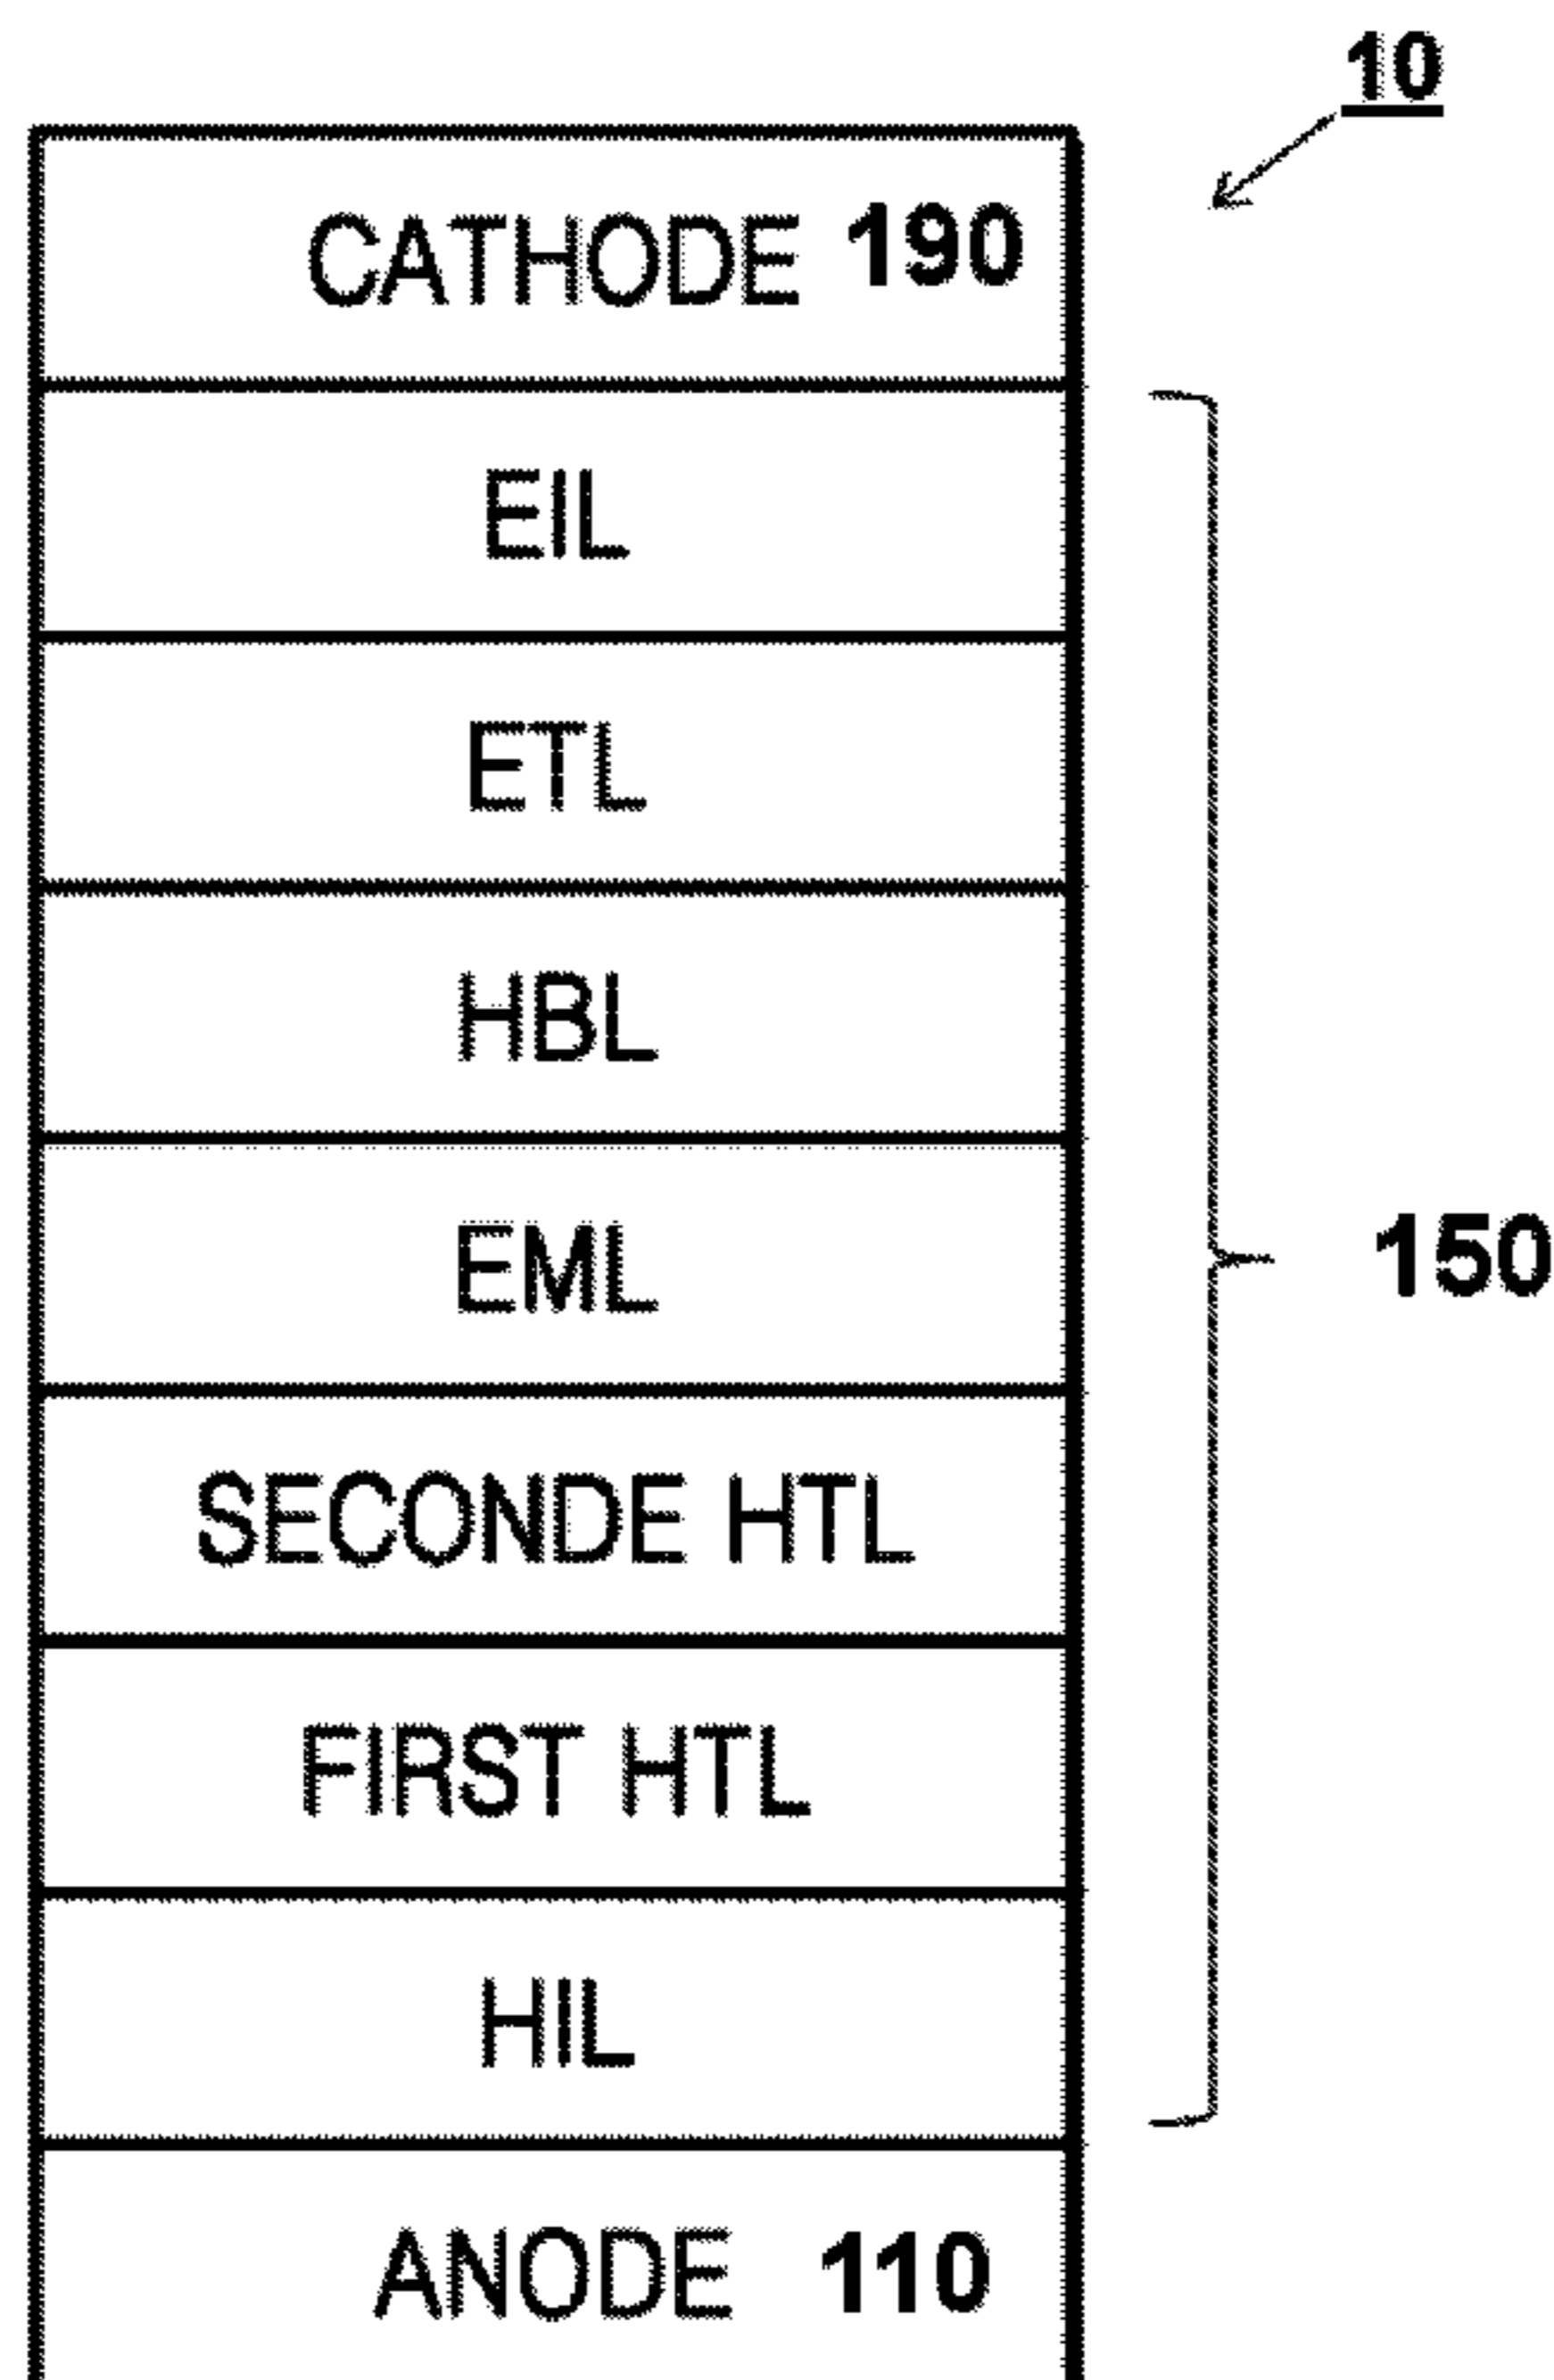 10
CATHODE 190
EIL
ETL
HBL
EML
150
SECONDE HTL
FIRST HTL
HIL
ANODE 110